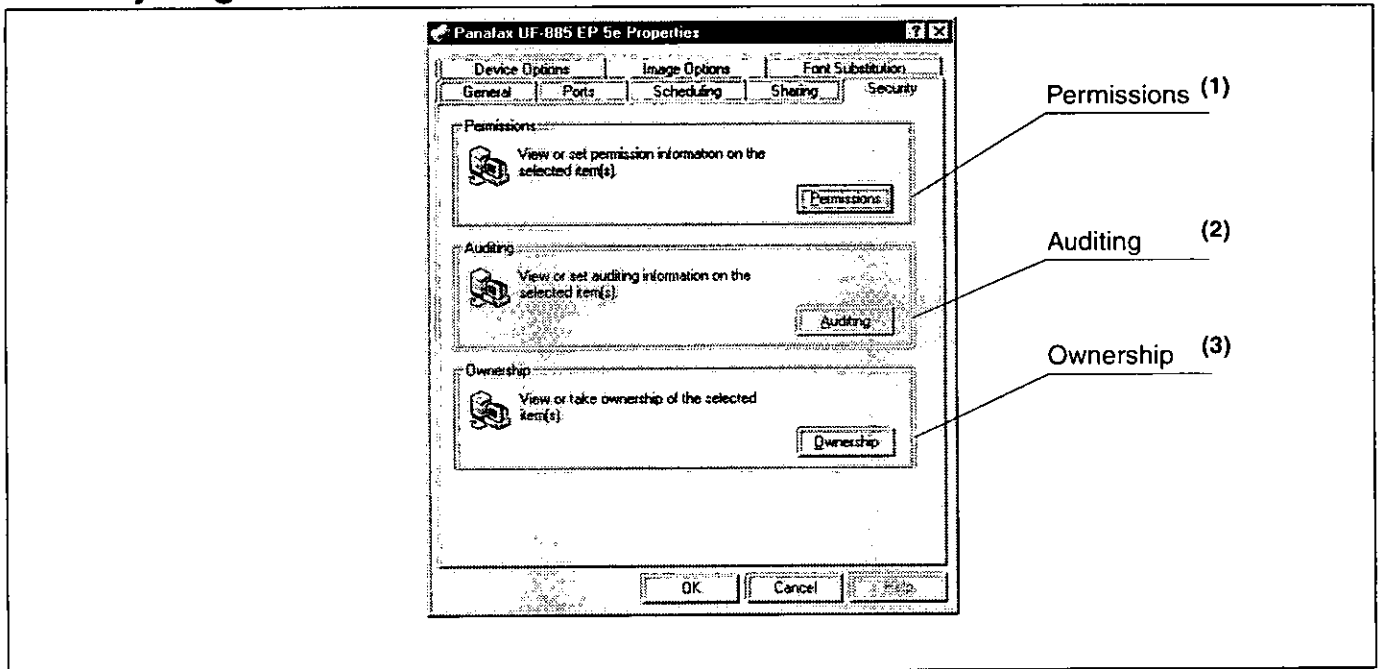 Panafax UF-885 EP 5e Properties
Device Options Image Options Font Substitution
General Ports Scheduling Sharing Security
Permissions
View or set permission information on the
selected item(s).
Permissions
Auditing
View or set auditing information on the
selected item(s).
Auditing
Ownership
View or take ownership of the selected
item(s).
Ownership
OK Cancel Help
Permissions (1)
Auditing (2)
Ownership (3)